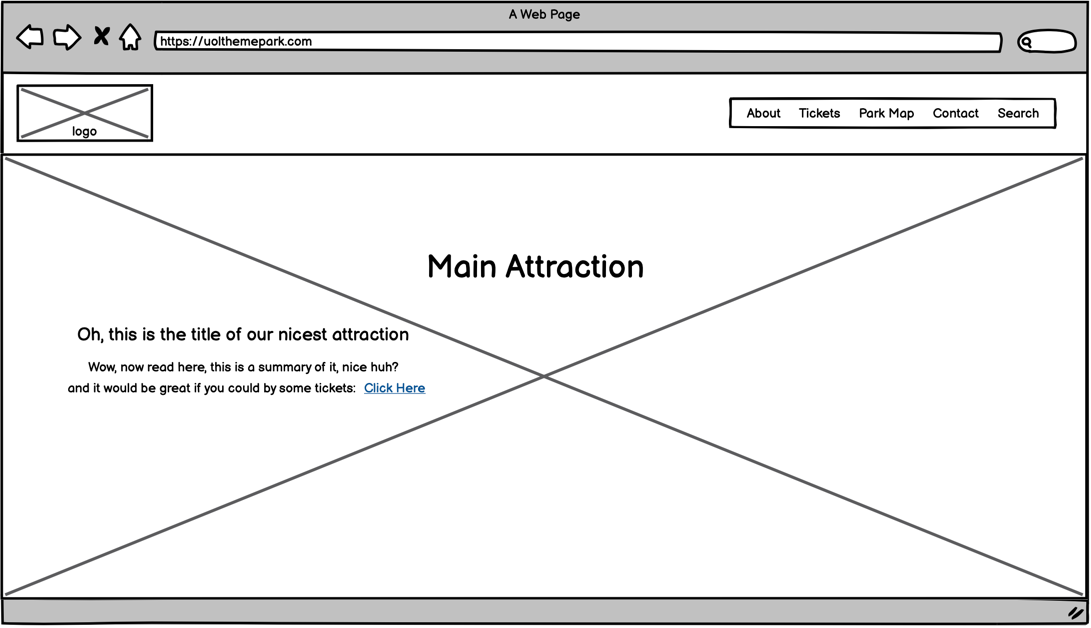 A Web Page
https://uolthemepark.com
logo
About Tickets Park Map Contact Search
Main Attraction
Oh, this is the title of our nicest attraction
Wow, now read here, this is a summary of it, nice huh?
and it would be great if you could by some tickets: Click Here